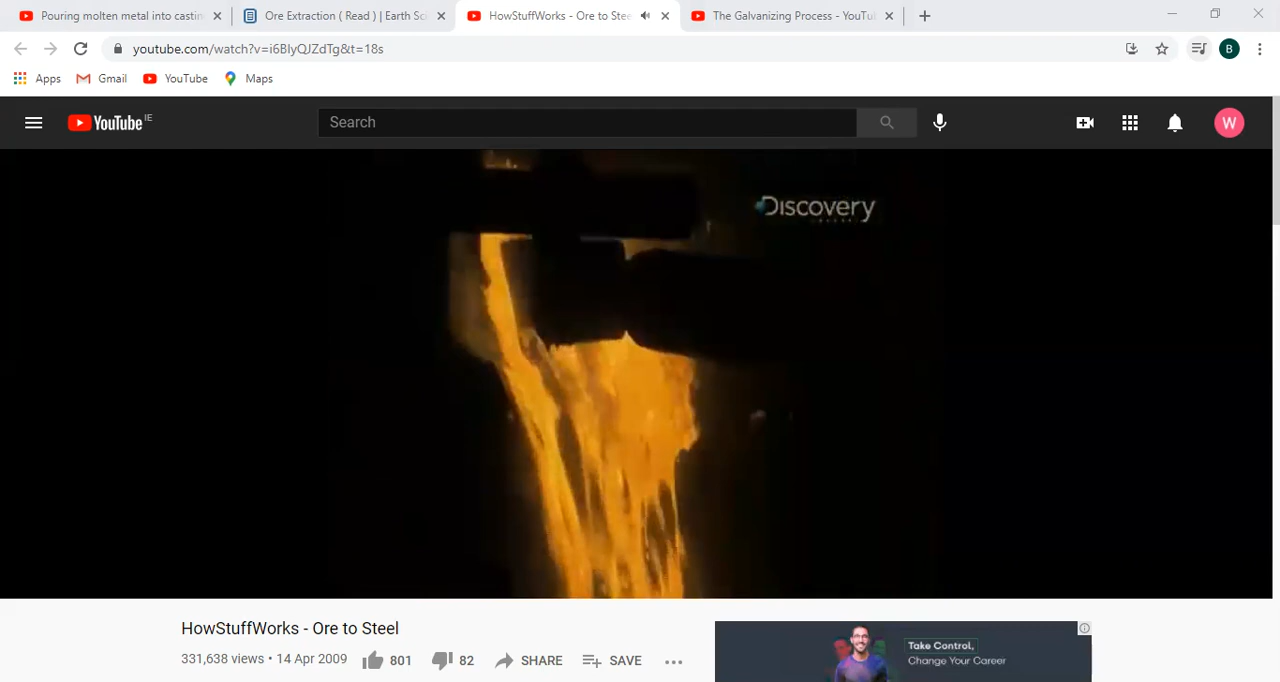 Pouring molten metal into castin
Ore Extraction ( Read ) | Earth Sci
HowStuffWorks - Ore to Stee
The Galvanizing Process - YouTu
youtube.com/watch?v=i6BlyQJZdTg&t=18s
B
Apps
Gmail
YouTube
Maps
YouTube IE
Search
W
Discovery
HowStuffWorks - Ore to Steel
331,638 views • 14 Apr 2009
801
82
SHARE
SAVE
Take Control,
Change Your Career